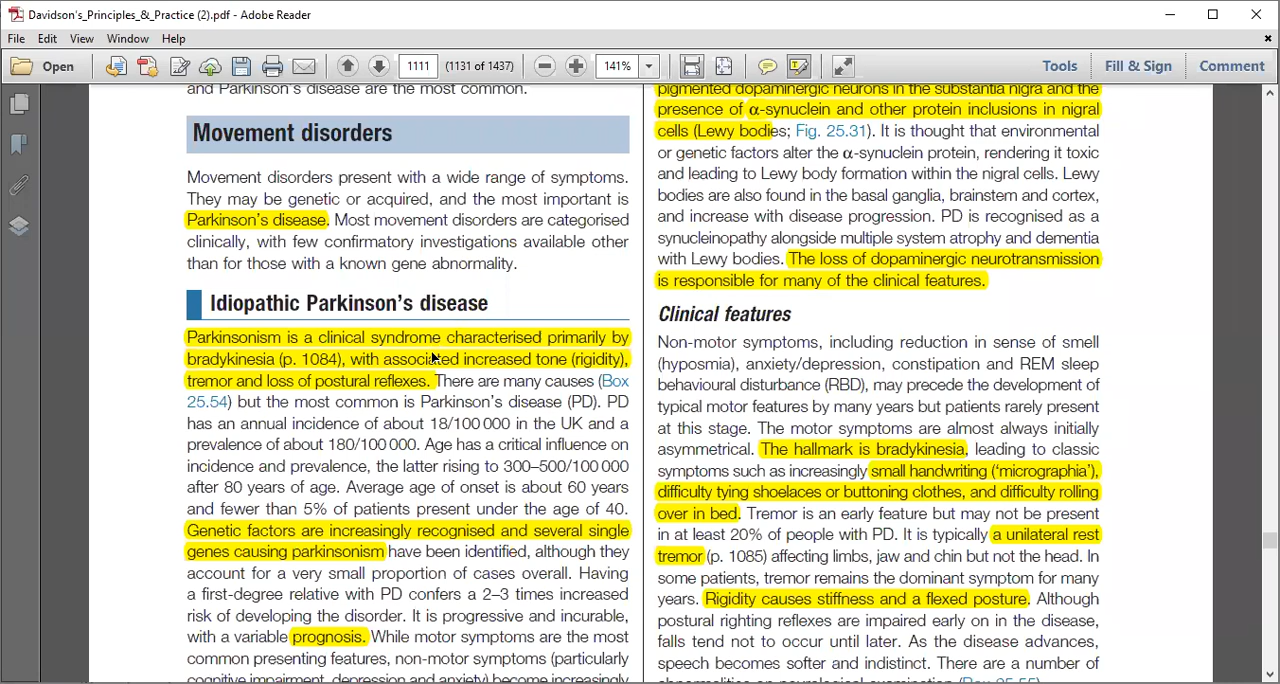 Davidson's_Principles_&_Practice (2).pdf - Adobe Reader
File Edit View Window Help
Open 1111 (1131 of 1437) 141% Tools Fill & Sign Comment
and Parkinson's disease are the most common.
Movement disorders
Movement disorders present with a wide range of symptoms.
They may be genetic or acquired, and the most important is
Parkinson's disease. Most movement disorders are categorised
clinically, with few confirmatory investigations available other
than for those with a known gene abnormality.
Idiopathic Parkinson's disease
Parkinsonism is a clinical syndrome characterised primarily by
bradykinesia (p. 1084), with associated increased tone (rigidity),
tremor and loss of postural reflexes. There are many causes (Box
25.54) but the most common is Parkinson's disease (PD). PD
has an annual incidence of about 18/100 000 in the UK and a
prevalence of about 180/100 000. Age has a critical influence on
incidence and prevalence, the latter rising to 300–500/100 000
after 80 years of age. Average age of onset is about 60 years
and fewer than 5% of patients present under the age of 40.
Genetic factors are increasingly recognised and several single
genes causing parkinsonism have been identified, although they
account for a very small proportion of cases overall. Having
a first-degree relative with PD confers a 2–3 times increased
risk of developing the disorder. It is progressive and incurable,
with a variable prognosis. While motor symptoms are the most
common presenting features, non-motor symptoms (particularly
cognitive impairment, depression and anxiety) become increasingly
pigmented dopaminergic neurons in the substantia nigra and the
presence of α-synuclein and other protein inclusions in nigral
cells (Lewy bodies; Fig. 25.31). It is thought that environmental
or genetic factors alter the α-synuclein protein, rendering it toxic
and leading to Lewy body formation within the nigral cells. Lewy
bodies are also found in the basal ganglia, brainstem and cortex,
and increase with disease progression. PD is recognised as a
synucleinopathy alongside multiple system atrophy and dementia
with Lewy bodies. The loss of dopaminergic neurotransmission
is responsible for many of the clinical features.
Clinical features
Non-motor symptoms, including reduction in sense of smell
(hyposmia), anxiety/depression, constipation and REM sleep
behavioural disturbance (RBD), may precede the development of
typical motor features by many years but patients rarely present
at this stage. The motor symptoms are almost always initially
asymmetrical. The hallmark is bradykinesia, leading to classic
symptoms such as increasingly small handwriting ('micrographia'),
difficulty tying shoelaces or buttoning clothes, and difficulty rolling
over in bed. Tremor is an early feature but may not be present
in at least 20% of people with PD. It is typically a unilateral rest
tremor (p. 1085) affecting limbs, jaw and chin but not the head. In
some patients, tremor remains the dominant symptom for many
years. Rigidity causes stiffness and a flexed posture. Although
postural righting reflexes are impaired early on in the disease,
falls tend not to occur until later. As the disease advances,
speech becomes softer and indistinct. There are a number of
abnormalities on neurological examination (Box 25.55).